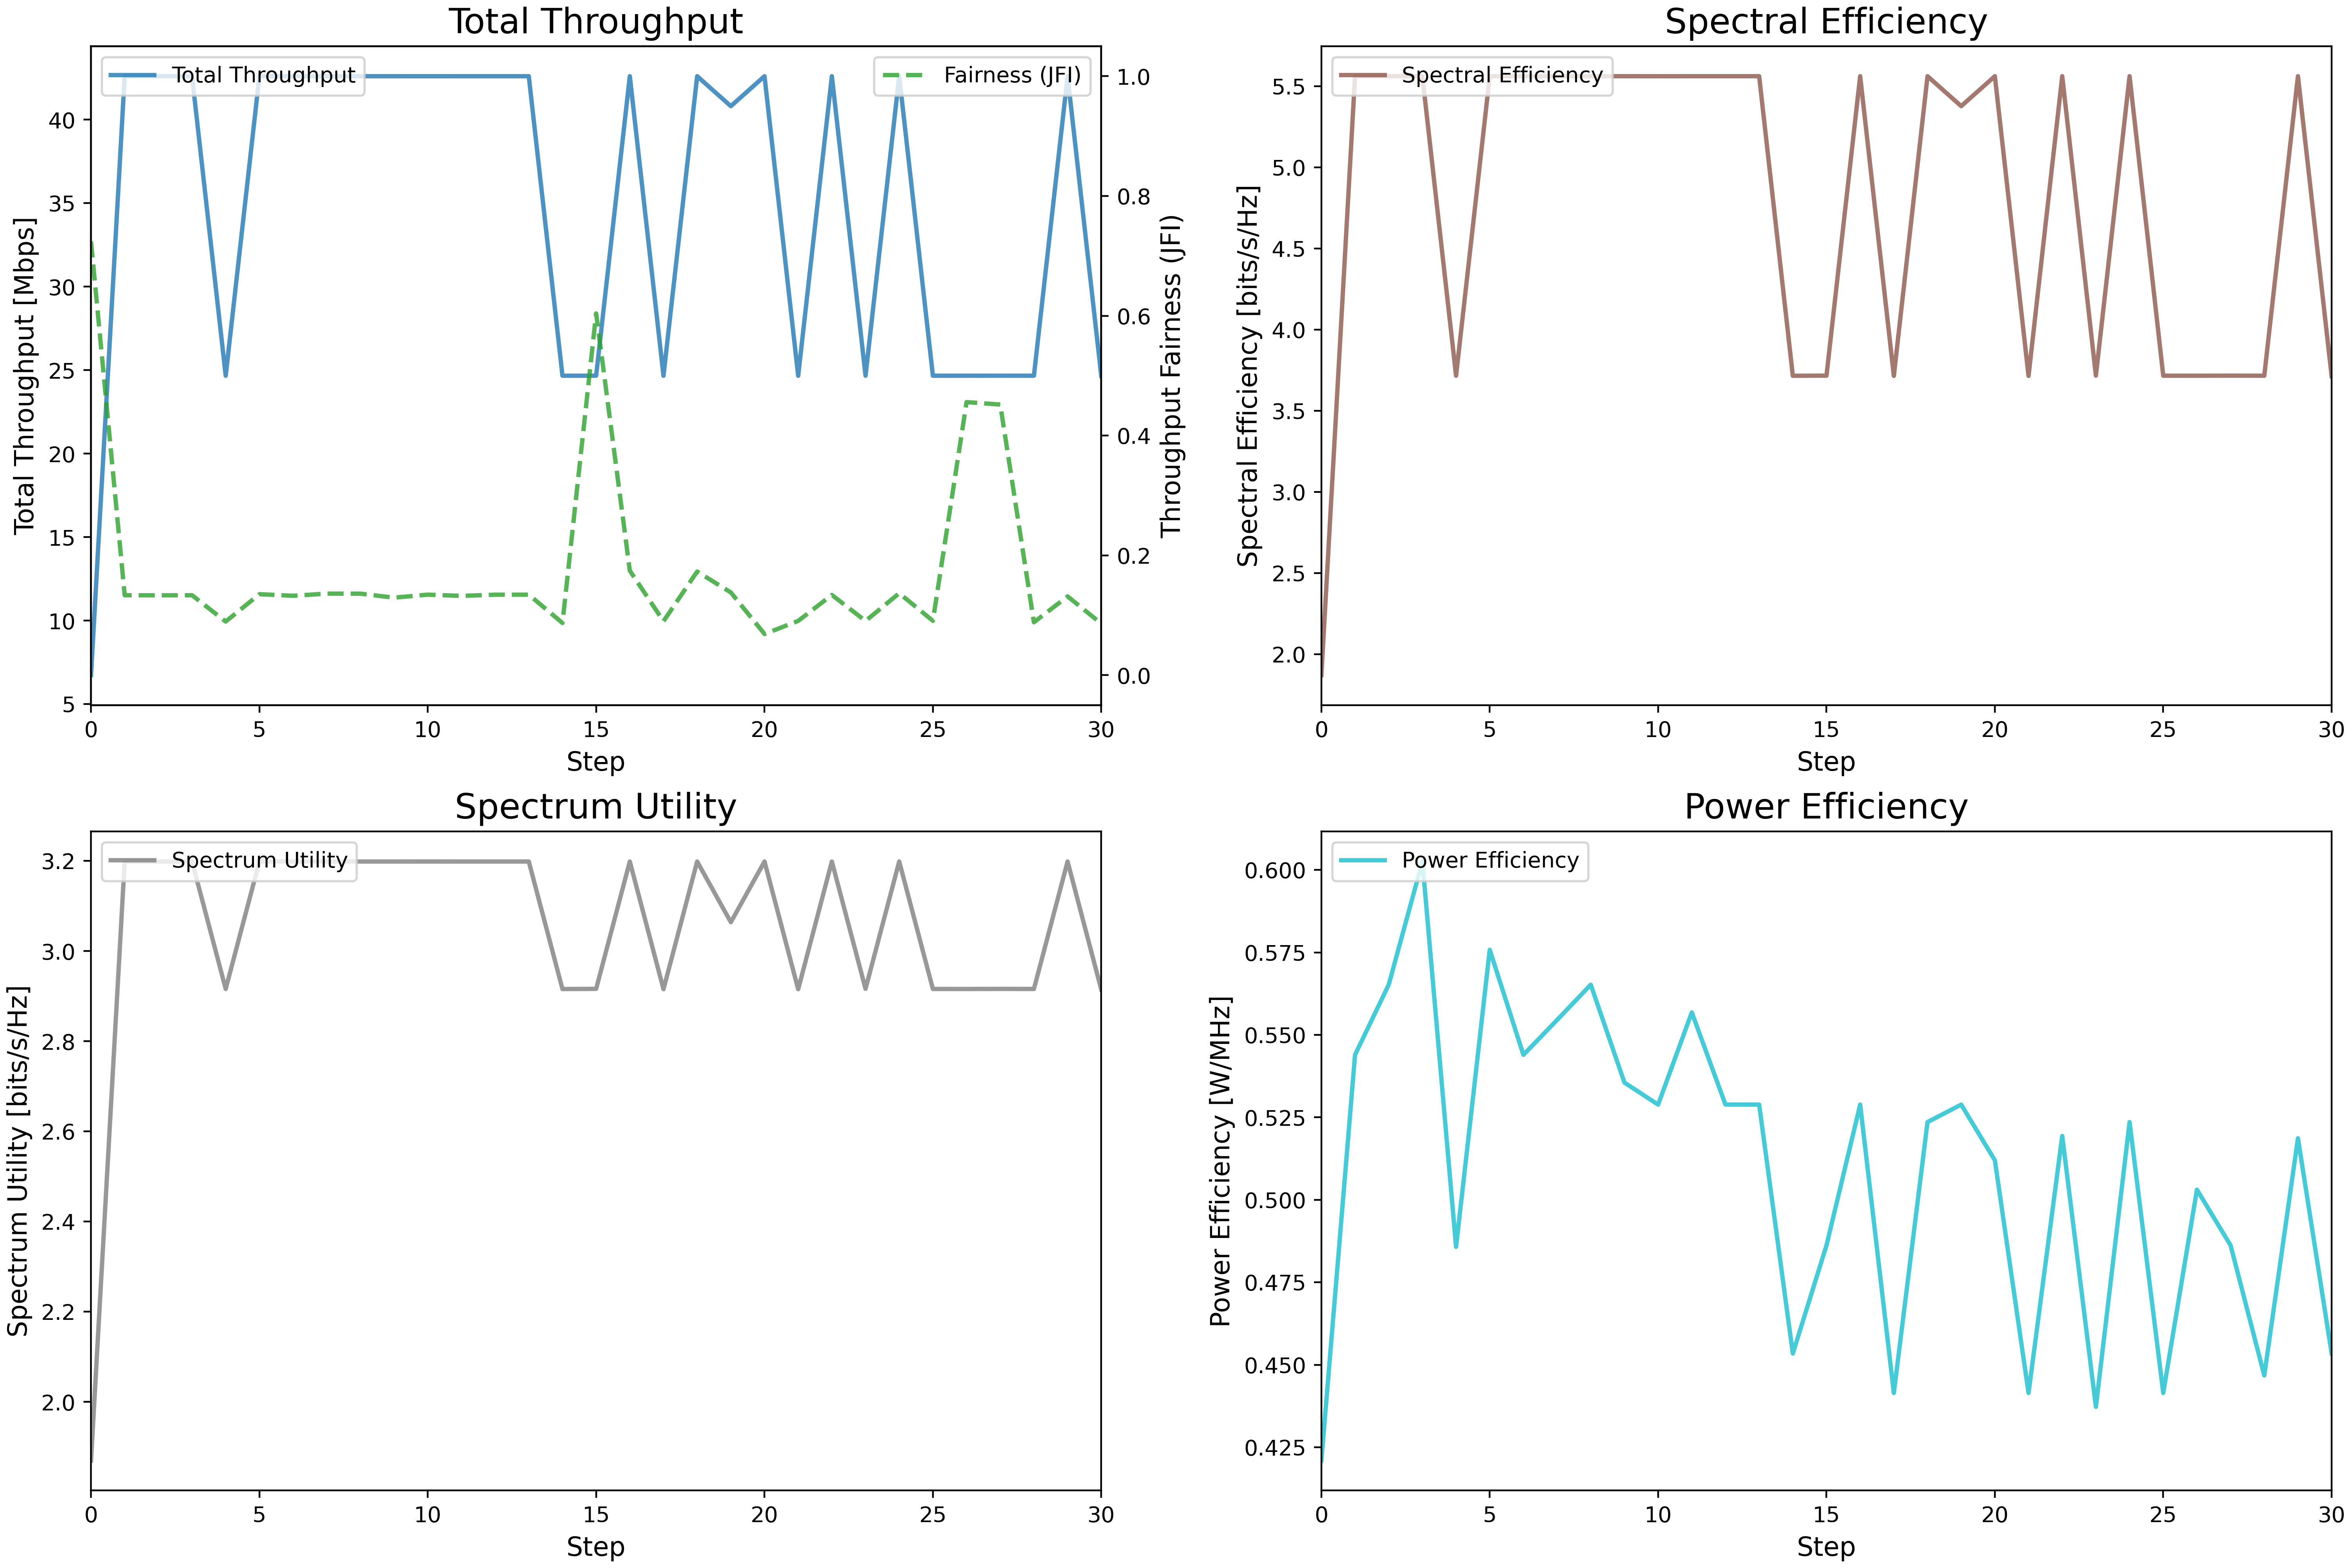 Total Throughput
Total Throughput
Fairness (JFI)
Total Throughput [Mbps]
40
35
30
25
20
15
10
5
1.0
0.8
0.6
0.4
0.2
0.0
Throughput Fairness (JFI)
0 5 10 15 20 25 30
Step
Spectral Efficiency
Spectral Efficiency
Spectral Efficiency [bits/s/Hz]
5.5
5.0
4.5
4.0
3.5
3.0
2.5
2.0
0 5 10 15 20 25 30
Step
Spectrum Utility
Spectrum Utility
Spectrum Utility [bits/s/Hz]
3.2
3.0
2.8
2.6
2.4
2.2
2.0
0 5 10 15 20 25 30
Step
Power Efficiency
Power Efficiency
Power Efficiency [W/MHz]
0.600
0.575
0.550
0.525
0.500
0.475
0.450
0.425
0 5 10 15 20 25 30
Step